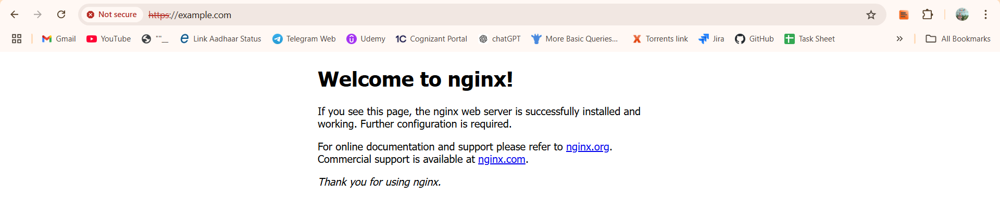 Not secure https://example.com
Gmail YouTube ""__ Link Aadhaar Status Telegram Web Udemy 1C Cognizant Portal chatGPT More Basic Queries... Torrents link Jira GitHub Task Sheet » All Bookmarks
Welcome to nginx!
If you see this page, the nginx web server is successfully installed and
working. Further configuration is required.
For online documentation and support please refer to nginx.org.
Commercial support is available at nginx.com.
Thank you for using nginx.